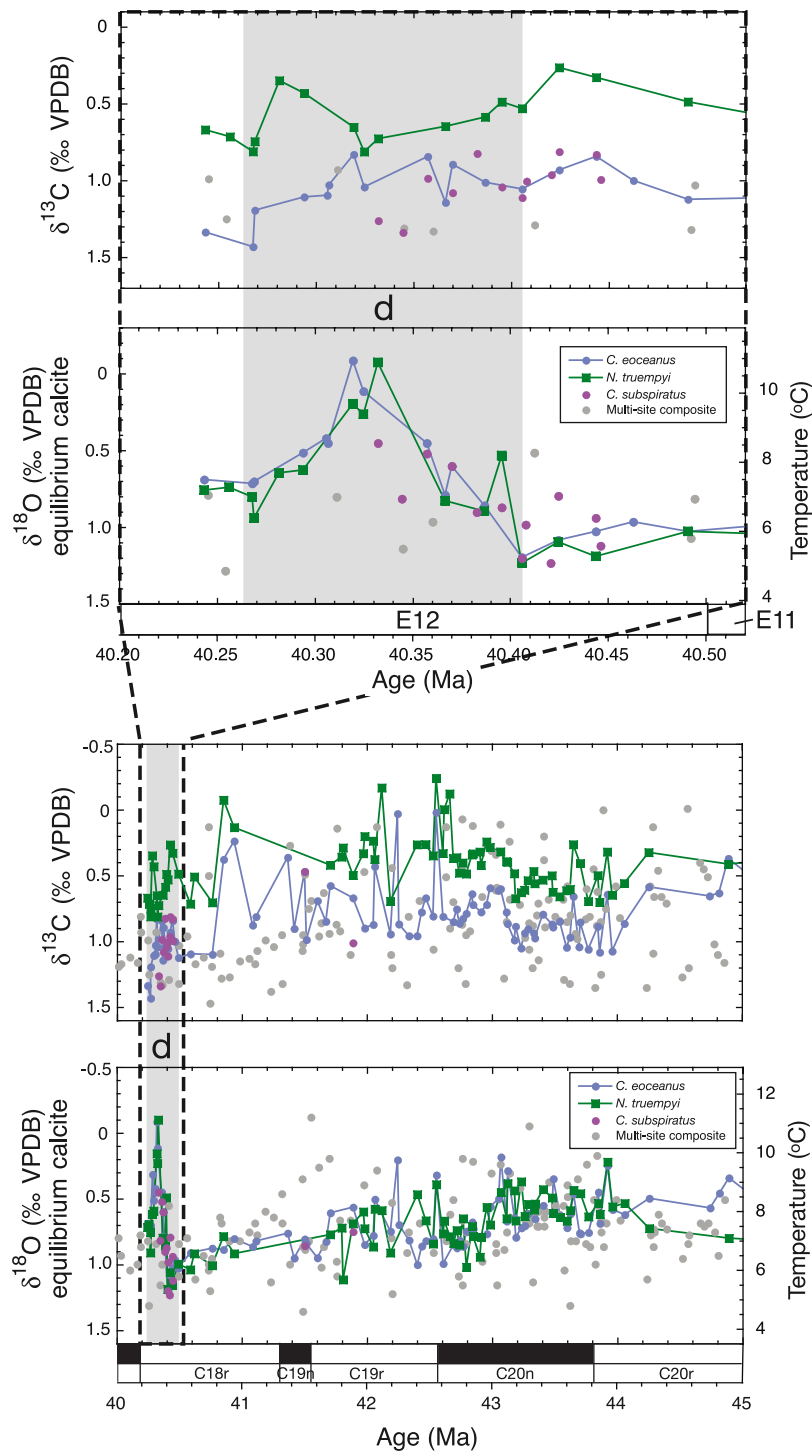 0
0.5
1.0
1.5
δ13C (‰ VPDB)
d
0
0.5
1.0
1.5
δ18O (‰ VPDB)
equilibrium calcite
C. eoceanus
N. truempyi
C. subspiratus
Multi-site composite
10
8
6
4
Temperature (oC)
E12
E11
40.20 40.25 40.30 40.35 40.40 40.45 40.50
Age (Ma)
-0.5
0
0.5
1.0
1.5
δ13C (‰ VPDB)
d
-0.5
0
0.5
1.0
1.5
δ18O (‰ VPDB)
equilibrium calcite
C. eoceanus
N. truempyi
C. subspiratus
Multi-site composite
12
10
8
6
4
Temperature (oC)
C18r C19n C19r C20n C20r
40 41 42 43 44 45
Age (Ma)